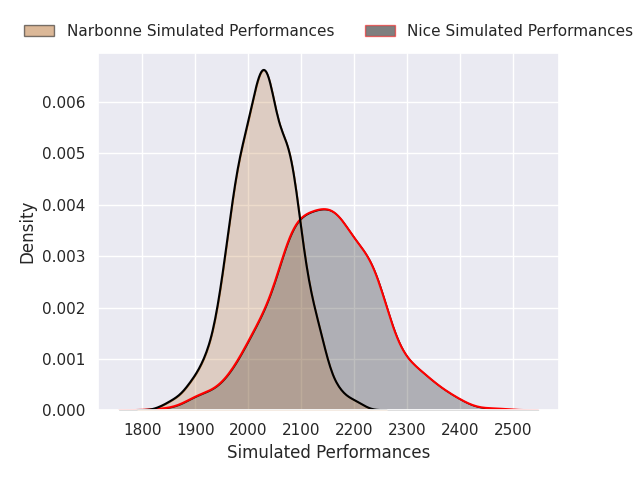 Narbonne Simulated Performances Nice Simulated Performances
0.006
0.005
0.004
0.003
0.002
0.001
0.000
Density
1800 1900 2000 2100 2200 2300 2400 2500
Simulated Performances